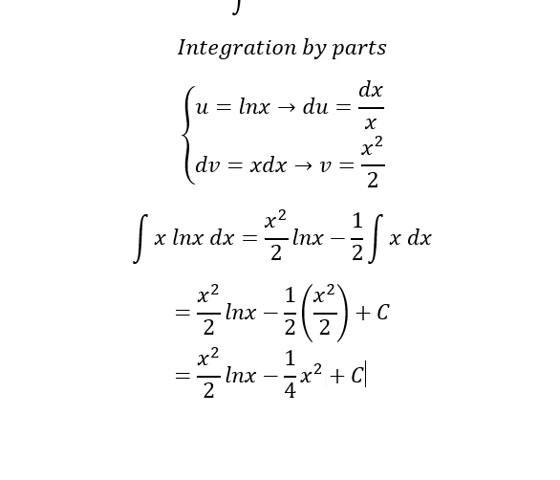 Integration by parts
{ u = lnx → du = dx/x
dv = xdx → v = x²/2
∫ x lnx dx = x²/2 lnx − 1/2 ∫ x dx
= x²/2 lnx − 1/2 (x²/2) + C
= x²/2 lnx − 1/4 x² + C